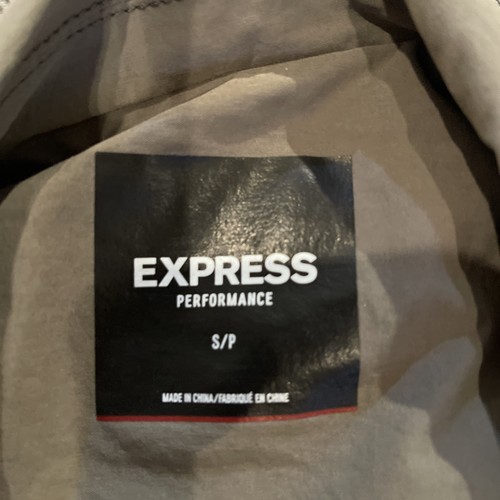 EXPRESS
PERFORMANCE
S/P
MADE IN CHINA/FABRIQUÉ EN CHINE